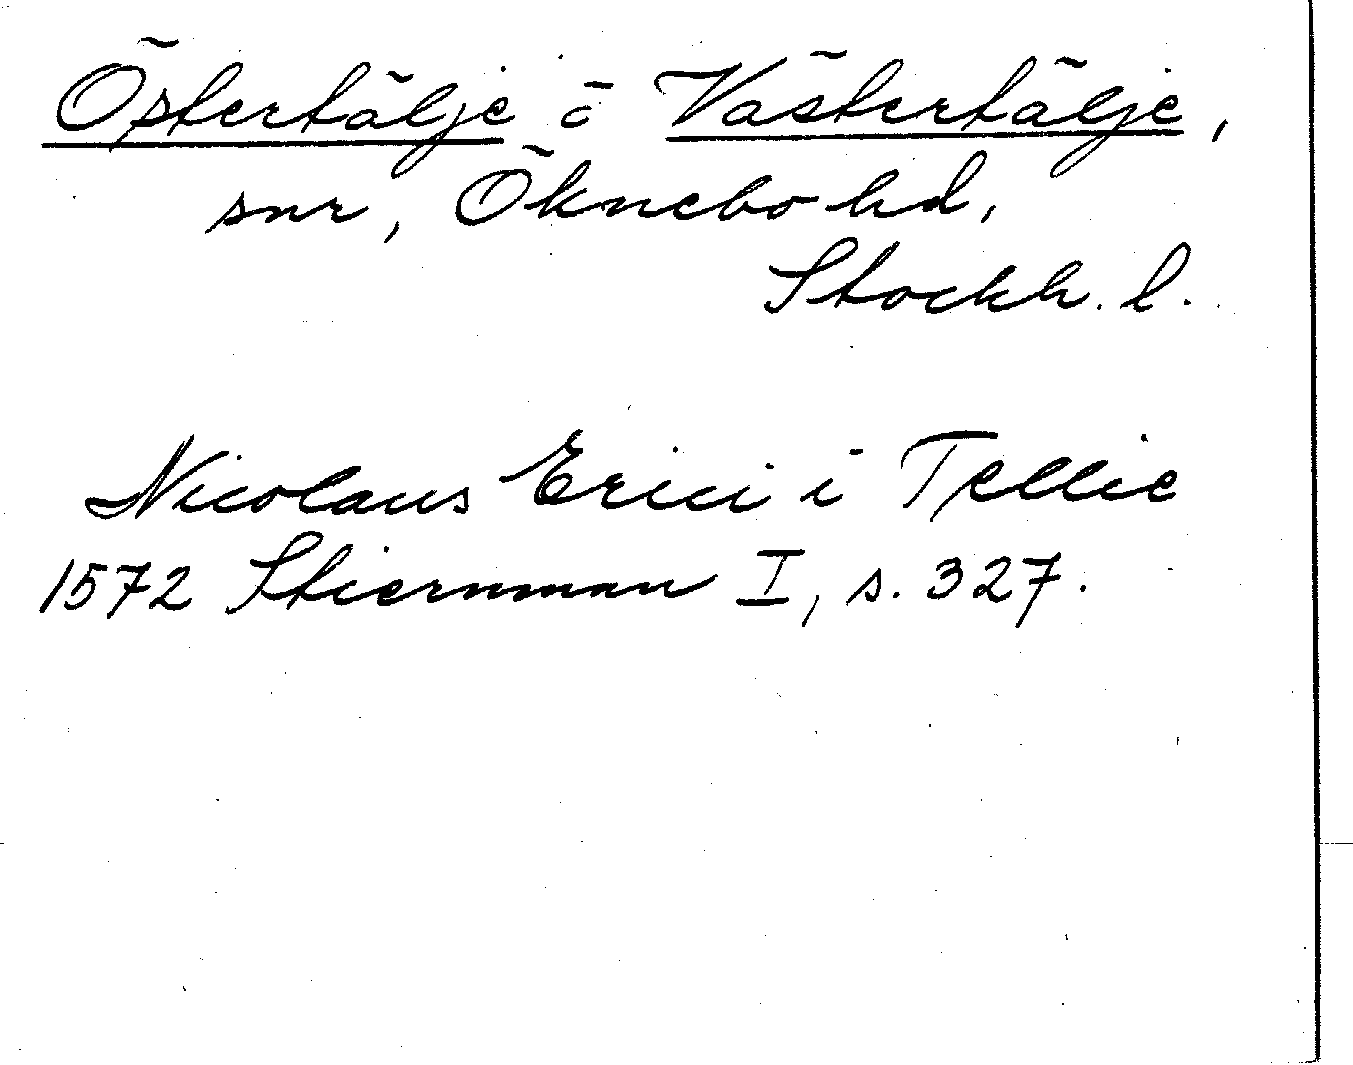 Östertälje o Västertälje,
snr, Öknebo hd,
Stockh. l.
Nicolaus Erici i Tellie
1572 Stiernman I, s. 327.